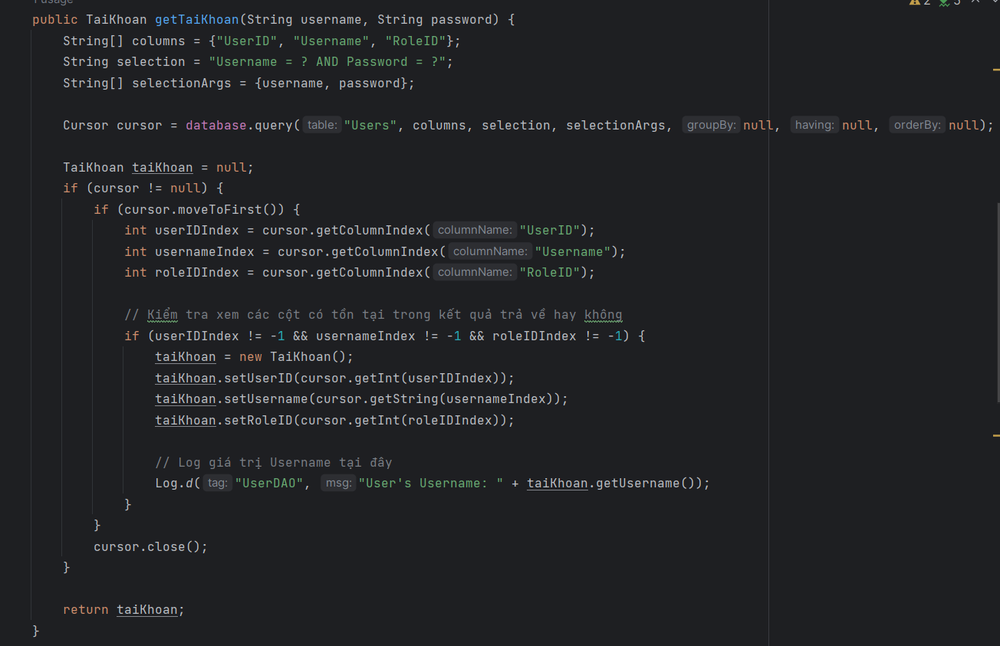 usage
2 5
public TaiKhoan getTaiKhoan(String username, String password) {
String[] columns = {"UserID", "Username", "RoleID"};
String selection = "Username = ? AND Password = ?";
String[] selectionArgs = {username, password};
Cursor cursor = database.query( table: "Users", columns, selection, selectionArgs, groupBy: null, having: null, orderBy: null);
TaiKhoan taiKhoan = null;
if (cursor != null) {
if (cursor.moveToFirst()) {
int userIDIndex = cursor.getColumnIndex( columnName: "UserID");
int usernameIndex = cursor.getColumnIndex( columnName: "Username");
int roleIDIndex = cursor.getColumnIndex( columnName: "RoleID");
// Kiểm tra xem các cột có tồn tại trong kết quả trả về hay không
if (userIDIndex != -1 && usernameIndex != -1 && roleIDIndex != -1) {
taiKhoan = new TaiKhoan();
taiKhoan.setUserID(cursor.getInt(userIDIndex));
taiKhoan.setUsername(cursor.getString(usernameIndex));
taiKhoan.setRoleID(cursor.getInt(roleIDIndex));
// Log giá trị Username tại đây
Log.d( tag: "UserDAO", msg: "User's Username: " + taiKhoan.getUsername());
}
}
cursor.close();
}
return taiKhoan;
}